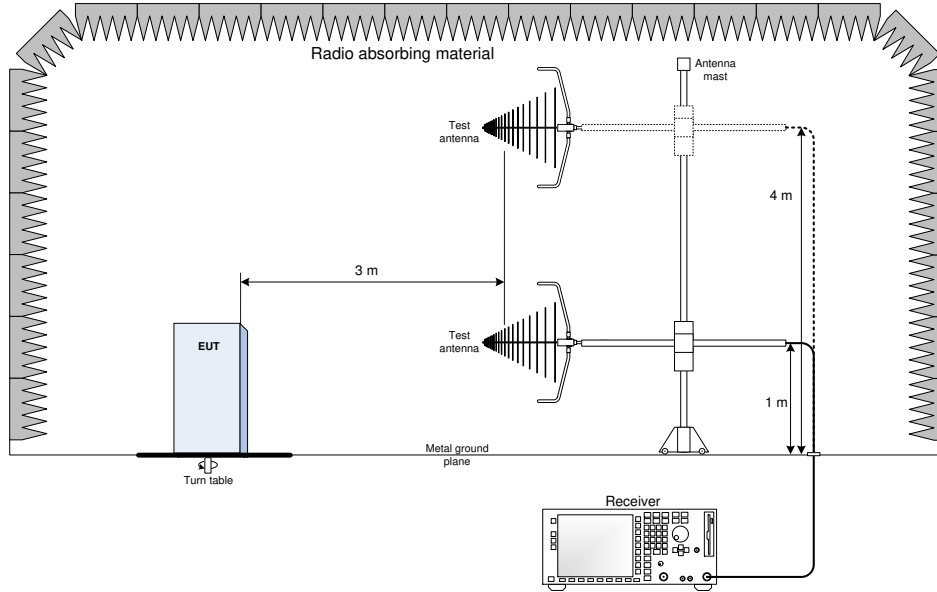 Radio absorbing material
Antenna
mast
Test
antenna
4 m
3 m
Test
antenna
EUT
1 m
Metal ground
plane
Turn table
Receiver